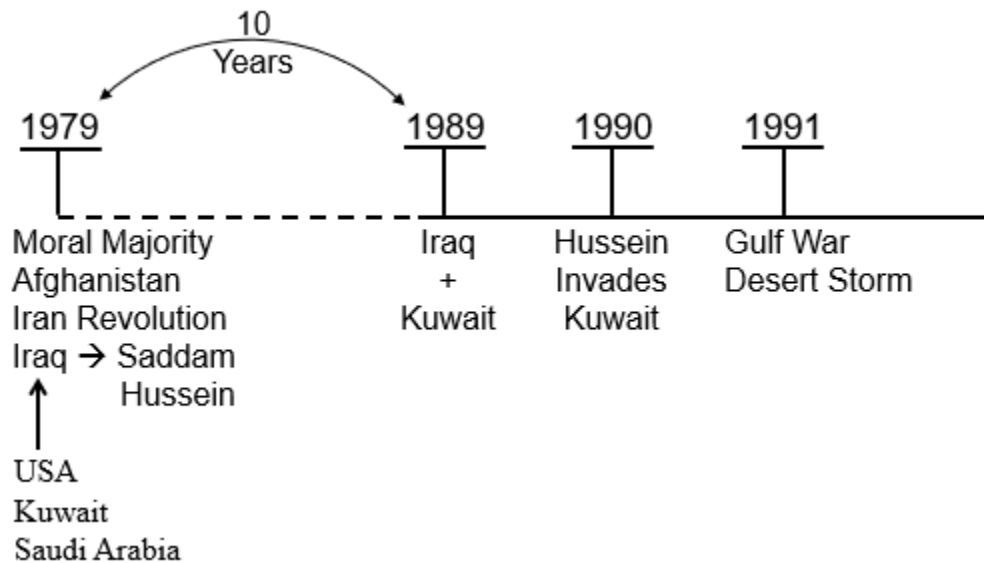 10
Years
1979
1989
1990
1991
Moral Majority
Afghanistan
Iran Revolution
Iraq → Saddam
Hussein
USA
Kuwait
Saudi Arabia
Iraq
+
Kuwait
Hussein
Invades
Kuwait
Gulf War
Desert Storm